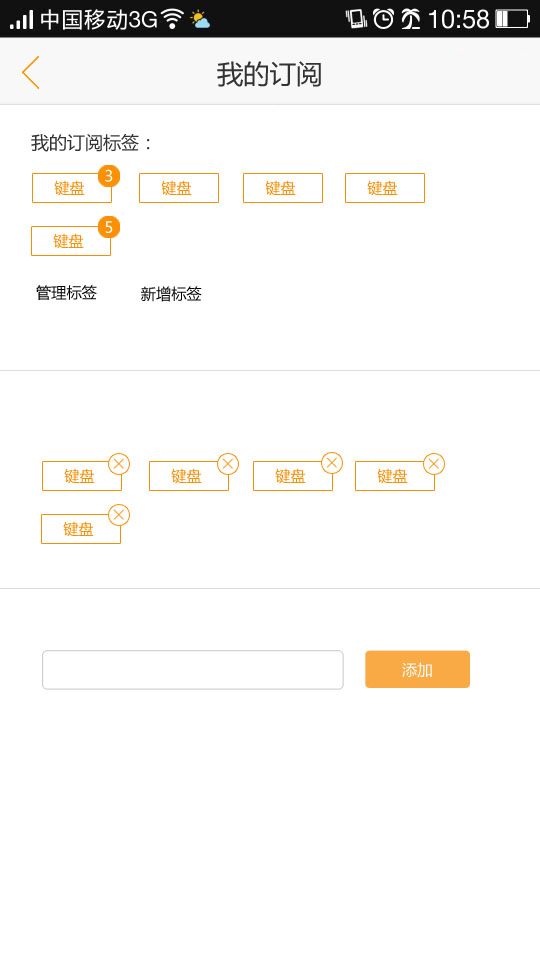 中国移动3G 10:58
我的订阅
我的订阅标签：
键盘 3 键盘 键盘 键盘
键盘 5
管理标签 新增标签
键盘 键盘 键盘 键盘
键盘
添加